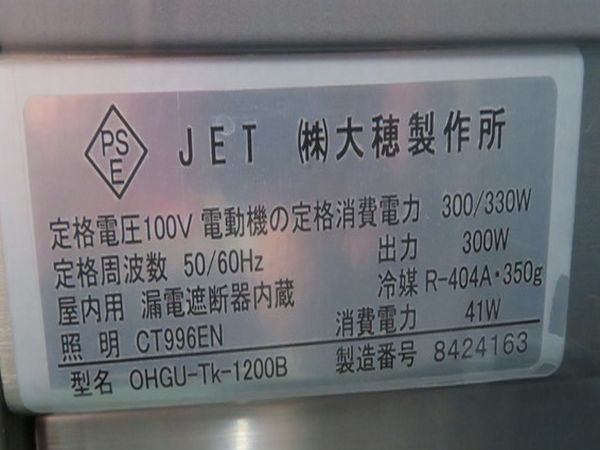 PSE JET ㈱大穂製作所
定格電圧100V 電動機の定格消費電力 300/330W
定格周波数 50/60Hz 出力 300W
屋内用 漏電遮断器内蔵 冷媒 R-404A・350g
照明 CT996EN 消費電力 41W
型名 OHGU-Tk-1200B 製造番号 8424163